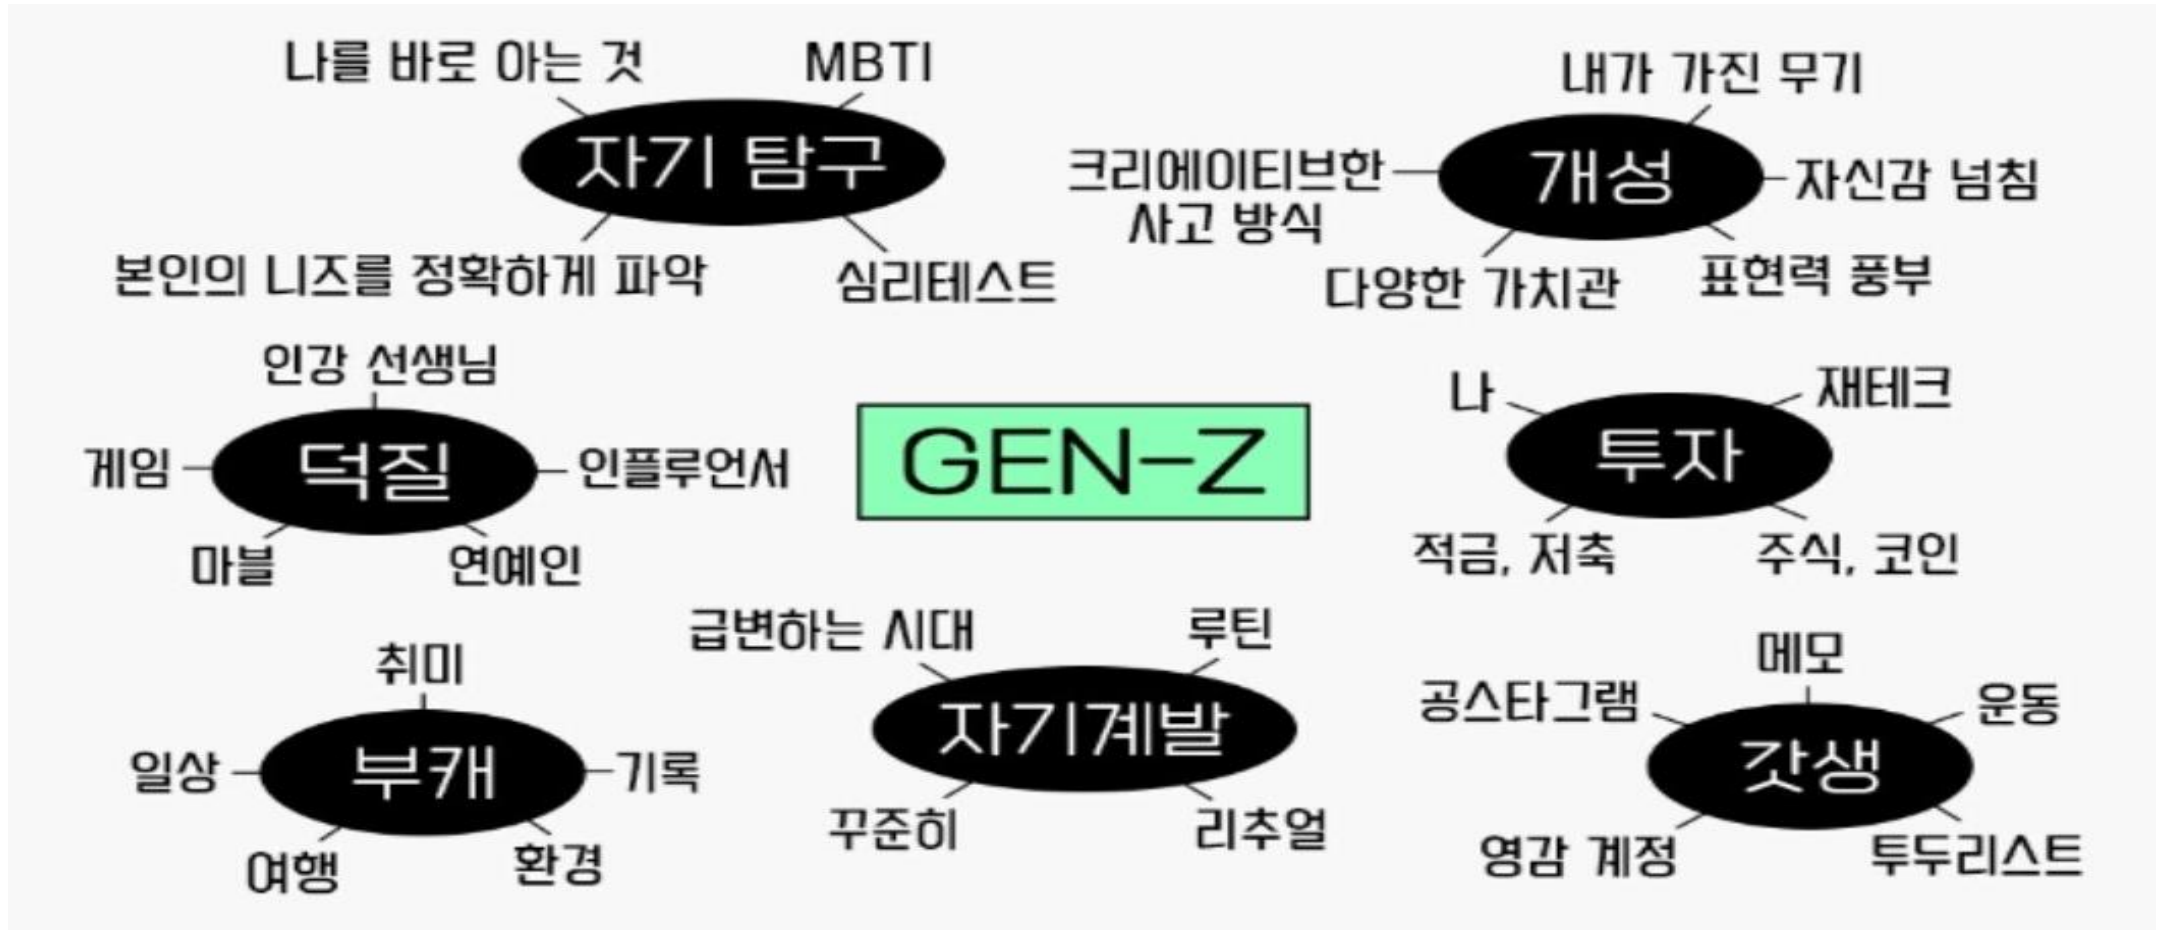 나를 바로 아는 것
MBTI
자기 탐구
본인의 니즈를 정확하게 파악
심리테스트
내가 가진 무기
크리에이티브한
사고 방식
개성
자신감 넘침
다양한 가치관
표현력 풍부
인강 선생님
게임
덕질
인플루언서
마블
연예인
GEN-Z
나
재테크
투자
적금, 저축
주식, 코인
취미
일상
부캐
기록
여행
환경
급변하는 시대
루틴
자기계발
꾸준히
리추얼
메모
공스타그램
운동
갓생
영감 계정
투두리스트